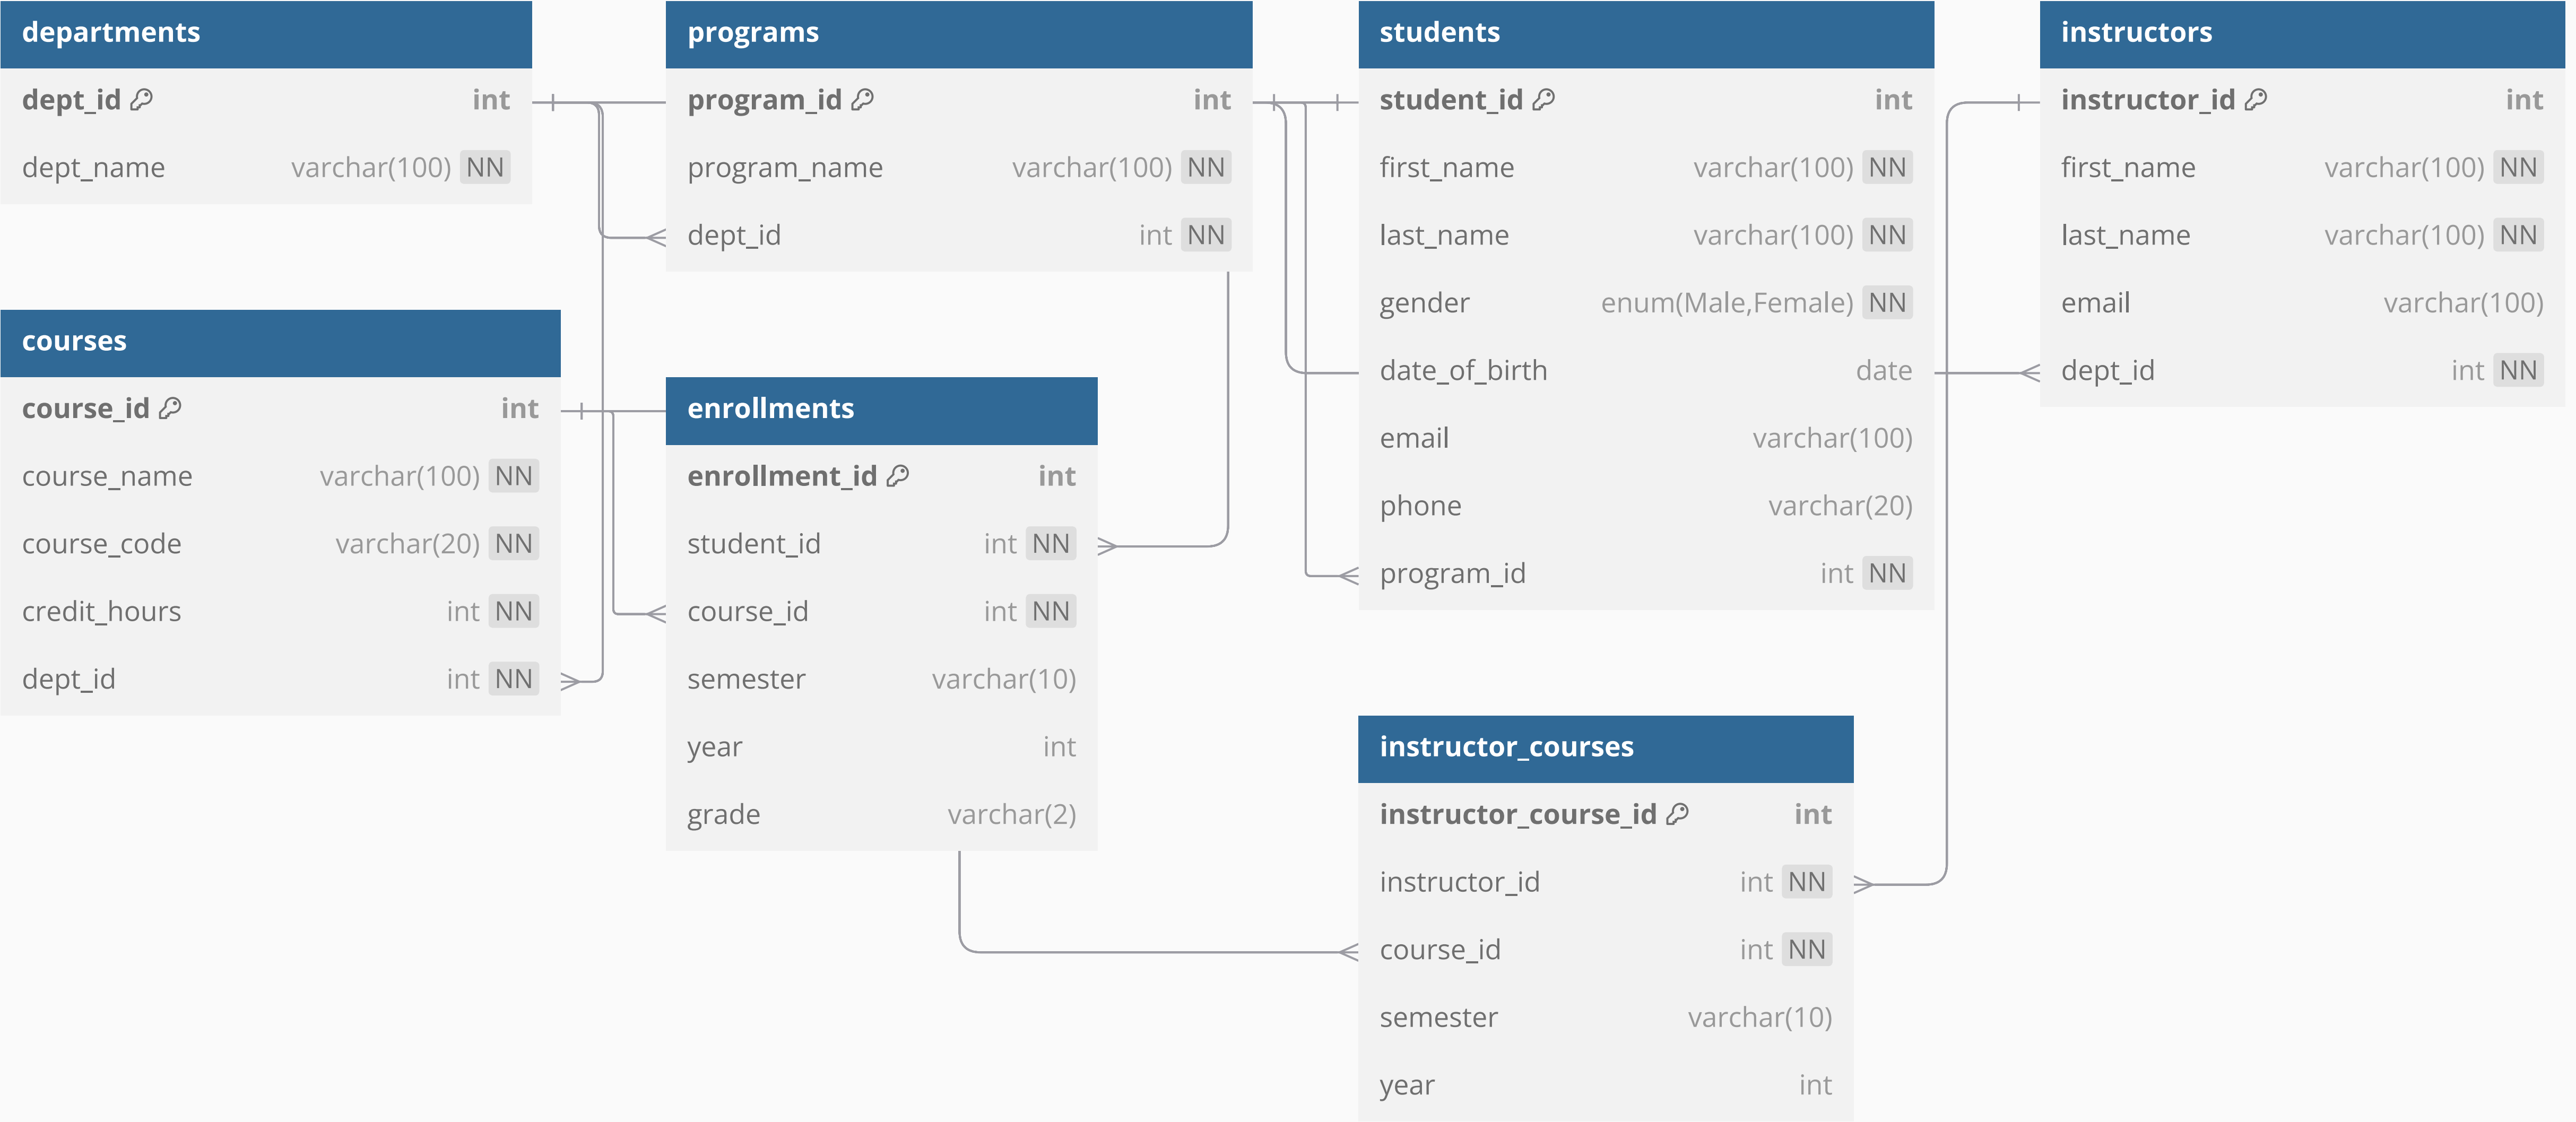 departments
dept_id int
dept_name varchar(100) NN
programs
program_id int
program_name varchar(100) NN
dept_id int NN
students
student_id int
first_name varchar(100) NN
last_name varchar(100) NN
gender enum(Male,Female) NN
date_of_birth date
email varchar(100)
phone varchar(20)
program_id int NN
instructors
instructor_id int
first_name varchar(100) NN
last_name varchar(100) NN
email varchar(100)
dept_id int NN
courses
course_id int
course_name varchar(100) NN
course_code varchar(20) NN
credit_hours int NN
dept_id int NN
enrollments
enrollment_id int
student_id int NN
course_id int NN
semester varchar(10)
year int
grade varchar(2)
instructor_courses
instructor_course_id int
instructor_id int NN
course_id int NN
semester varchar(10)
year int